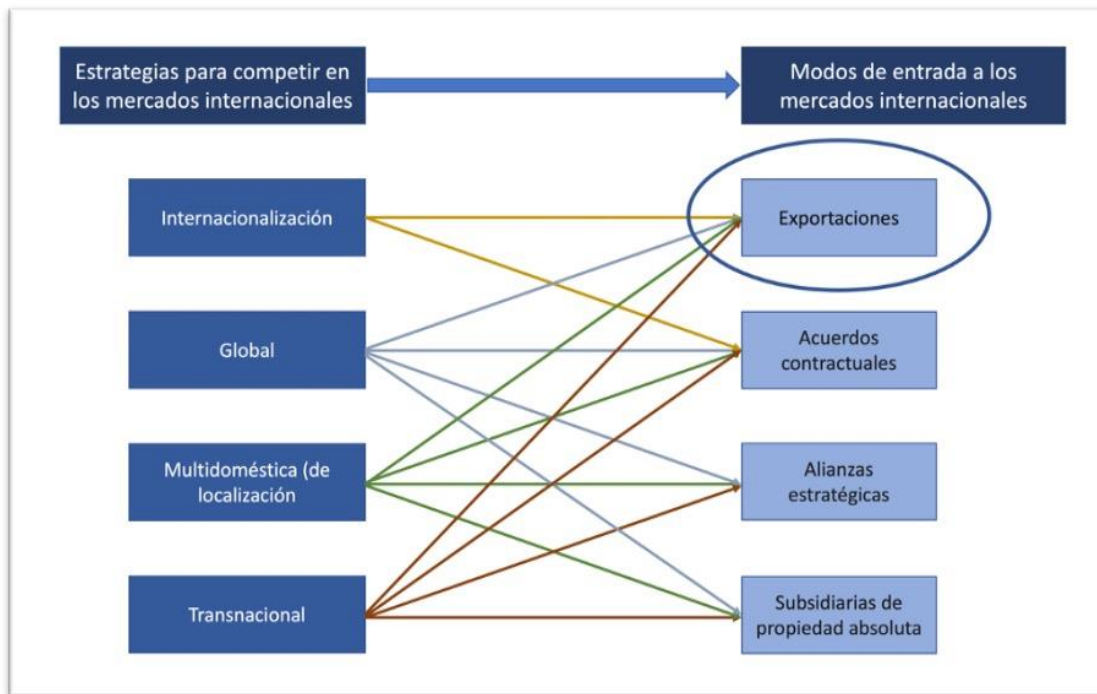 Estrategias para competir en
los mercados internacionales
Modos de entrada a los
mercados internacionales
Internacionalización
Exportaciones
Global
Acuerdos
contractuales
Multidoméstica (de
localización
Alianzas
estratégicas
Transnacional
Subsidiarias de
propiedad absoluta